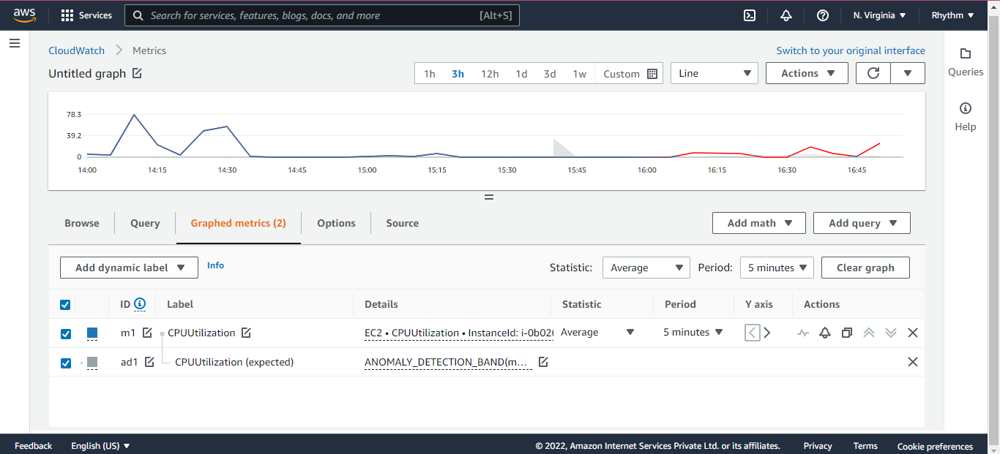 aws Services Search for services, features, blogs, docs, and more [Alt+S] N. Virginia Rhythm
CloudWatch Metrics
Switch to your original interface
Untitled graph
1h 3h 12h 1d 3d 1w Custom Line Actions
Queries
Help
78.3
39.2
0
14:00 14:15 14:30 14:45 15:00 15:15 15:30 15:45 16:00 16:15 16:30 16:45
Browse Query Graphed metrics (2) Options Source Add math Add query
Add dynamic label Info Statistic: Average Period: 5 minutes Clear graph
ID Label Details Statistic Period Y axis Actions
m1 CPUUtilization EC2 • CPUUtilization • InstanceId: i-0b02 Average 5 minutes
ad1 CPUUtilization (expected) ANOMALY_DETECTION_BAND(m...
Feedback English (US) © 2022, Amazon Internet Services Private Ltd. or its affiliates. Privacy Terms Cookie preferences